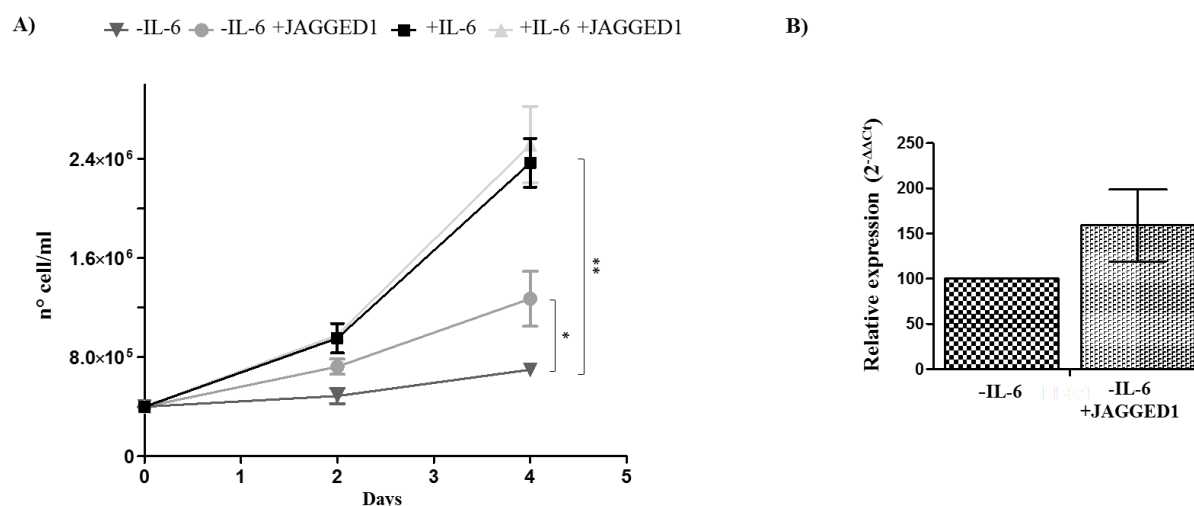 A)
-IL-6 -IL-6 +JAGGED1 +IL-6 +IL-6 +JAGGED1
n° cell/ml
2.4×10⁶
1.6×10⁶
8.0×10⁵
0
0 1 2 3 4 5
Days
*
**
B)
Relative expression (2^-ΔΔCt)
250
200
150
100
50
0
-IL-6 -IL-6
+JAGGED1